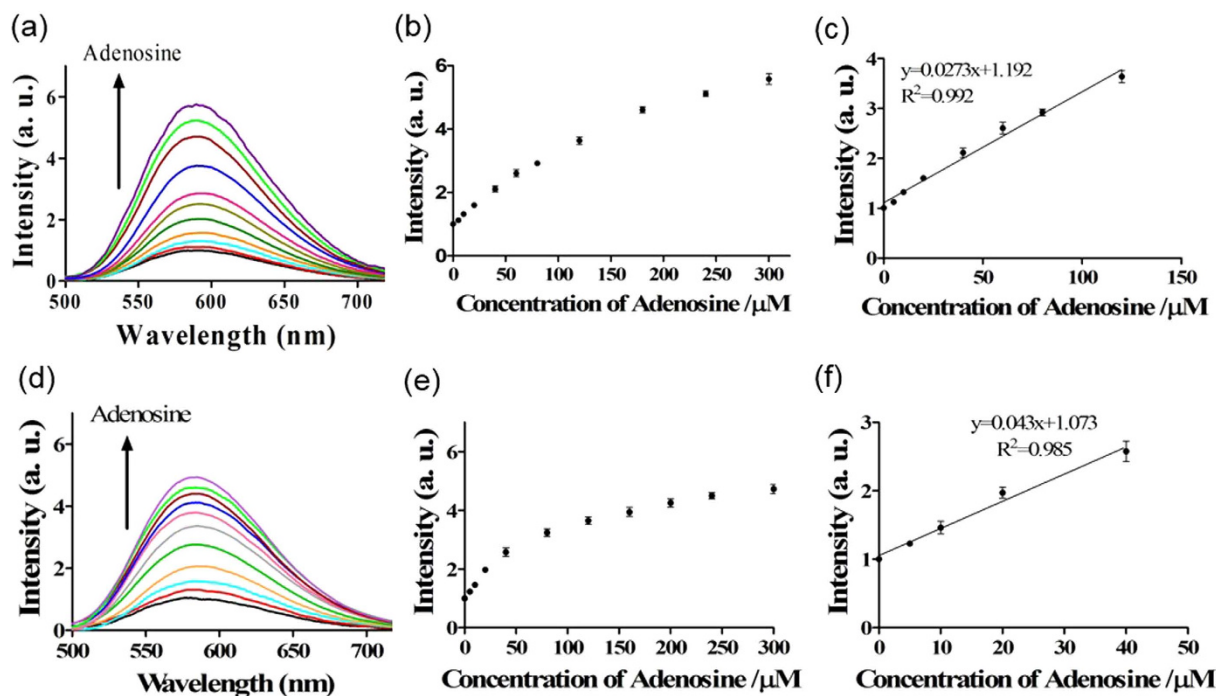 (a)
Adenosine
Intensity (a. u.)
6
4
2
0
500 550 600 650 700
Wavelength (nm)
(b)
Intensity (a. u.)
6
4
2
0
0 50 100 150 200 250 300
Concentration of Adenosine /μM
(c)
y=0.0273x+1.192
R²=0.992
Intensity (a. u.)
4
3
2
1
0
0 50 100 150
Concentration of Adenosine /μM
(d)
Adenosine
Intensity (a. u.)
6
4
2
0
500 550 600 650 700
Wavelength (nm)
(e)
Intensity (a. u.)
6
4
2
0
0 50 100 150 200 250 300
Concentration of Adenosine /μM
(f)
y=0.043x+1.073
R²=0.985
Intensity (a. u.)
3
2
1
0
0 10 20 30 40 50
Concentration of Adenosine /μM